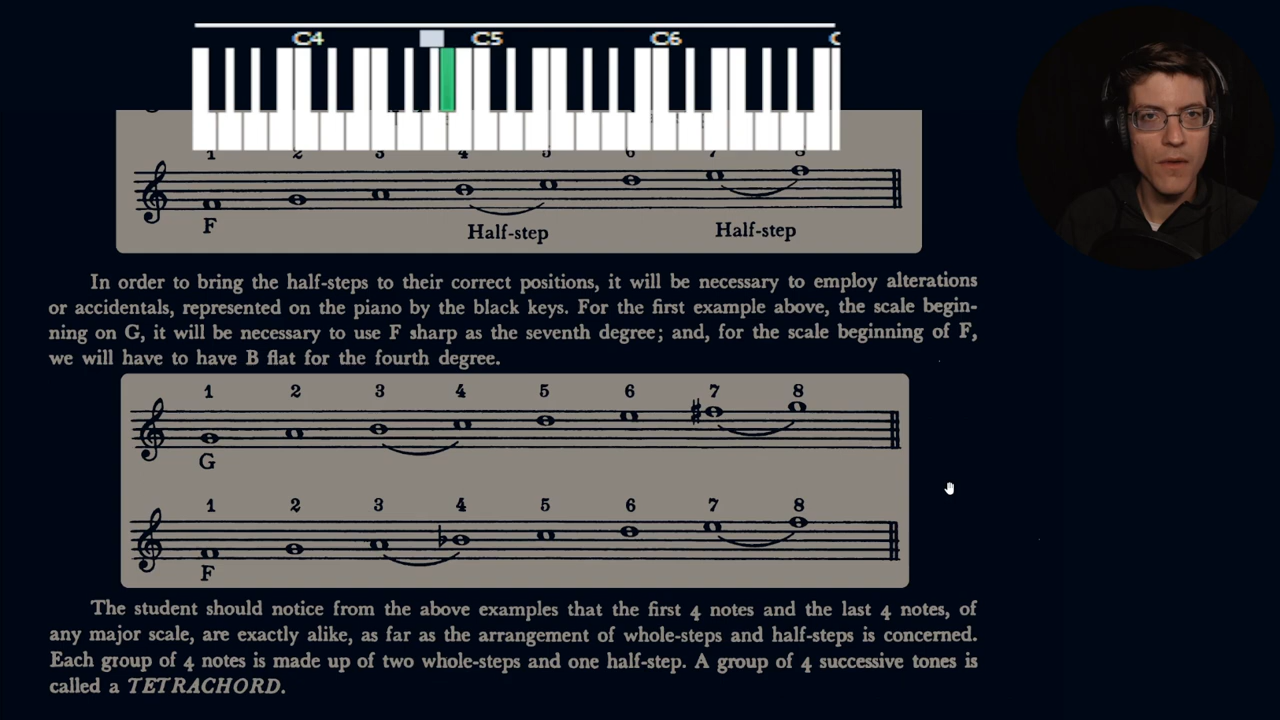 C4 C5 C6 C
1 2 3 4 5 6 7 8
F
Half-step Half-step
In order to bring the half-steps to their correct positions, it will be necessary to employ alterations
or accidentals, represented on the piano by the black keys. For the first example above, the scale begin-
ning on G, it will be necessary to use F sharp as the seventh degree; and, for the scale beginning of F,
we will have to have B flat for the fourth degree.
1 2 3 4 5 6 7 8
G
1 2 3 4 5 6 7 8
F
The student should notice from the above examples that the first 4 notes and the last 4 notes, of
any major scale, are exactly alike, as far as the arrangement of whole-steps and half-steps is concerned.
Each group of 4 notes is made up of two whole-steps and one half-step. A group of 4 successive tones is
called a TETRACHORD.